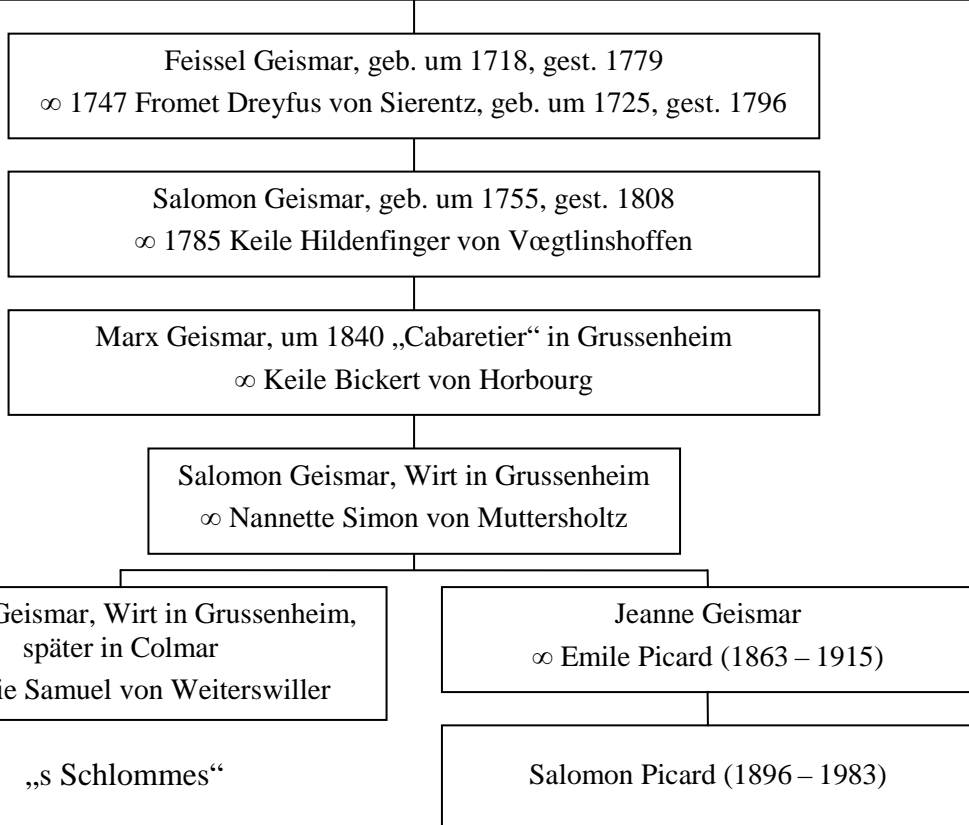 Feissel Geismar, geb. um 1718, gest. 1779
∞ 1747 Fromet Dreyfus von Sierentz, geb. um 1725, gest. 1796
Salomon Geismar, geb. um 1755, gest. 1808
∞ 1785 Keile Hildenfinger von Vœgtlinshoffen
Marx Geismar, um 1840 „Cabaretier“ in Grussenheim
∞ Keile Bickert von Horbourg
Salomon Geismar, Wirt in Grussenheim
∞ Nannette Simon von Muttersholtz
Geismar, Wirt in Grussenheim,
später in Colmar
Samuel von Weiterswiller
„s Schlommes“
Jeanne Geismar
∞ Emile Picard (1863 – 1915)
Salomon Picard (1896 – 1983)